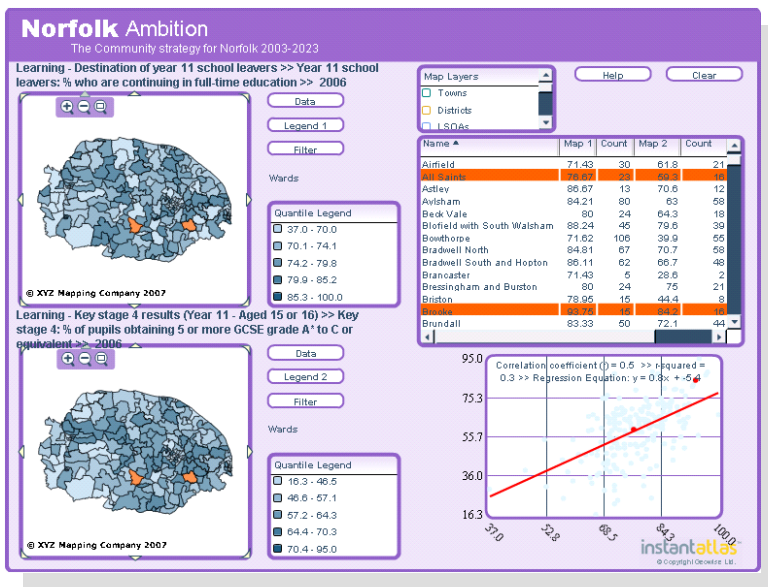 Norfolk Ambition
The Community strategy for Norfolk 2003-2023
Learning - Destination of year 11 school leavers >> Year 11 school
leavers: % who are continuing in full-time education >> 2006
Data
Legend 1
Filter
Wards
Quantile Legend
37.0 - 70.0
70.1 - 74.1
74.2 - 79.8
79.9 - 85.2
85.3 - 100.0
© XYZ Mapping Company 2007
Learning - Key stage 4 results (Year 11 - Aged 15 or 16) >> Key
stage 4: % of pupils obtaining 5 or more GCSE grade A* to C or
equivalent >> 2006
Data
Legend 2
Filter
Wards
Quantile Legend
16.3 - 46.5
46.6 - 57.1
57.2 - 64.3
64.4 - 70.3
70.4 - 95.0
© XYZ Mapping Company 2007
Map Layers
Towns
Districts
LSOAs
Help
Clear
Name Map 1 Count Map 2 Count
Airfield 71.43 30 61.8 21
All Saints 76.67 23 59.3 16
Astley 86.67 13 70.6 12
Aylsham 84.21 80 63 58
Beck Vale 80 24 64.3 18
Blofield with South Walsham 88.24 45 79.6 39
Bowthorpe 71.62 106 39.9 55
Bradwell North 84.81 67 70.7 58
Bradwell South and Hopton 86.11 62 66.7 48
Brancaster 71.43 5 28.6 2
Bressingham and Burston 80 24 75 21
Briston 78.95 15 44.4 8
Brooke 93.75 15 84.2 16
Brundall 83.33 50 72.1 44
Correlation coefficient (r) = 0.5 >> r-squared =
0.3 >> Regression Equation: y = 0.8x + -5.4
95.0
75.3
55.7
36.0
16.3
37.0
52.8
68.5
84.3
100.0
instantatlas
© Copyright Geowise Ltd.